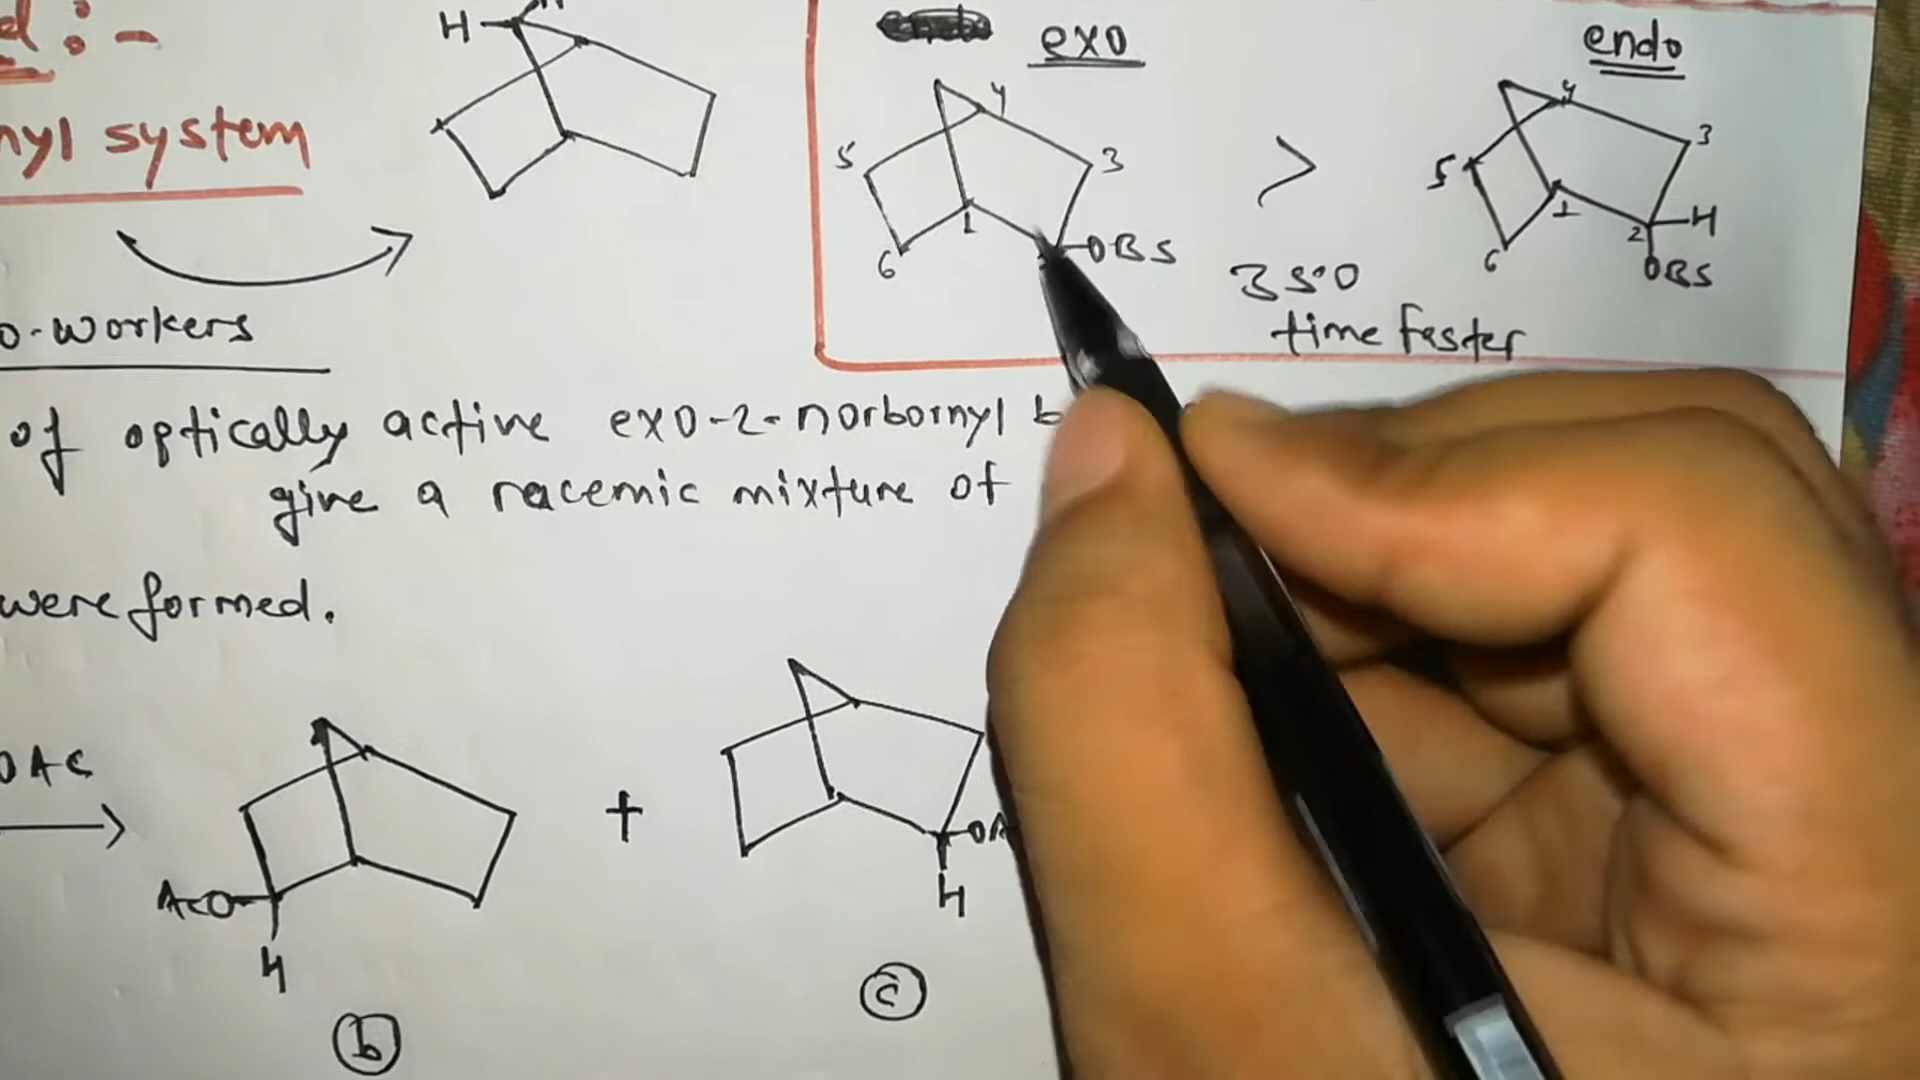 d :-
nyl system
H
exo
endo
4
5
3
1
6
OBS
>
350
time faster
4
5
3
1
2
H
6
OBS
o-workers
of optically active exo-2-norbornyl b
give a racemic mixture of
were formed.
OAC
AcO
H
b
+
OA
H
c